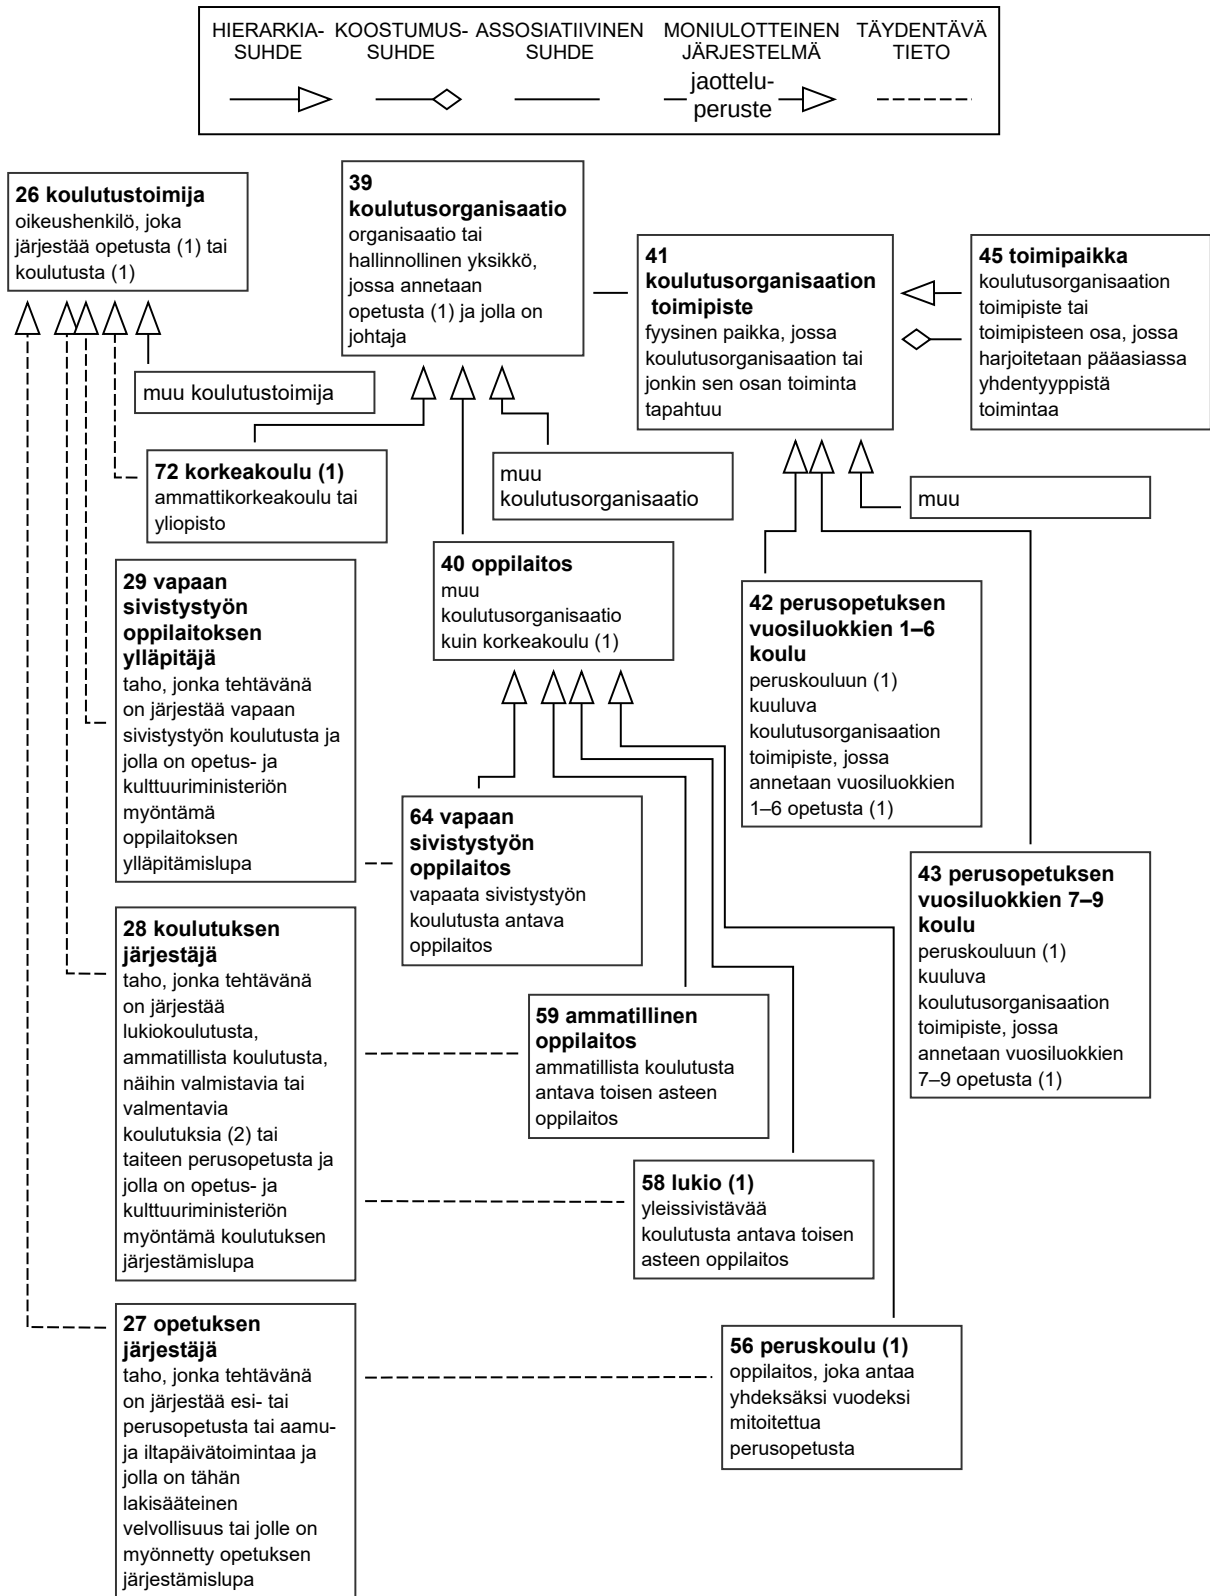 HIERARKIA-
SUHDE
KOOSTUMUS-
SUHDE
ASSOSIATIIVINEN
SUHDE
MONIULOTTEINEN
JÄRJESTELMÄ
jaottelu-
peruste
TÄYDENTÄVÄ
TIETO
26 koulutustoimija
oikeushenkilö, joka
järjestää opetusta (1) tai
koulutusta (1)
39
koulutusorganisaatio
organisaatio tai
hallinnollinen yksikkö,
jossa annetaan
opetusta (1) ja jolla on
johtaja
41
koulutusorganisaation
toimipiste
fyysinen paikka, jossa
koulutusorganisaation tai
jonkin sen osan toiminta
tapahtuu
45 toimipaikka
koulutusorganisaation
toimipiste tai
toimipisteen osa, jossa
harjoitetaan pääasiassa
yhdentyyppistä
toimintaa
muu koulutustoimija
72 korkeakoulu (1)
ammattikorkeakoulu tai
yliopisto
muu
koulutusorganisaatio
muu
29 vapaan
sivistystyön
oppilaitoksen
ylläpitäjä
taho, jonka tehtävänä
on järjestää vapaan
sivistystyön koulutusta ja
jolla on opetus- ja
kulttuuriministeriön
myöntämä
oppilaitoksen
ylläpitämislupa
40 oppilaitos
muu
koulutusorganisaatio
kuin korkeakoulu (1)
42 perusopetuksen
vuosiluokkien 1–6
koulu
peruskouluun (1)
kuuluva
koulutusorganisaation
toimipiste, jossa
annetaan vuosiluokkien
1–6 opetusta (1)
64 vapaan
sivistystyön
oppilaitos
vapaata sivistystyön
koulutusta antava
oppilaitos
43 perusopetuksen
vuosiluokkien 7–9
koulu
peruskouluun (1)
kuuluva
koulutusorganisaation
toimipiste, jossa
annetaan vuosiluokkien
7–9 opetusta (1)
28 koulutuksen
järjestäjä
taho, jonka tehtävänä
on järjestää
lukiokoulutusta,
ammatillista koulutusta,
näihin valmistavia tai
valmentavia
koulutuksia (2) tai
taiteen perusopetusta ja
jolla on opetus- ja
kulttuuriministeriön
myöntämä koulutuksen
järjestämislupa
59 ammatillinen
oppilaitos
ammatillista koulutusta
antava toisen asteen
oppilaitos
58 lukio (1)
yleissivistävää
koulutusta antava toisen
asteen oppilaitos
27 opetuksen
järjestäjä
taho, jonka tehtävänä
on järjestää esi- tai
perusopetusta tai aamu-
ja iltapäivätoimintaa ja
jolla on tähän
lakisääteinen
velvollisuus tai jolle on
myönnetty opetuksen
järjestämislupa
56 peruskoulu (1)
oppilaitos, joka antaa
yhdeksäksi vuodeksi
mitoitettua
perusopetusta